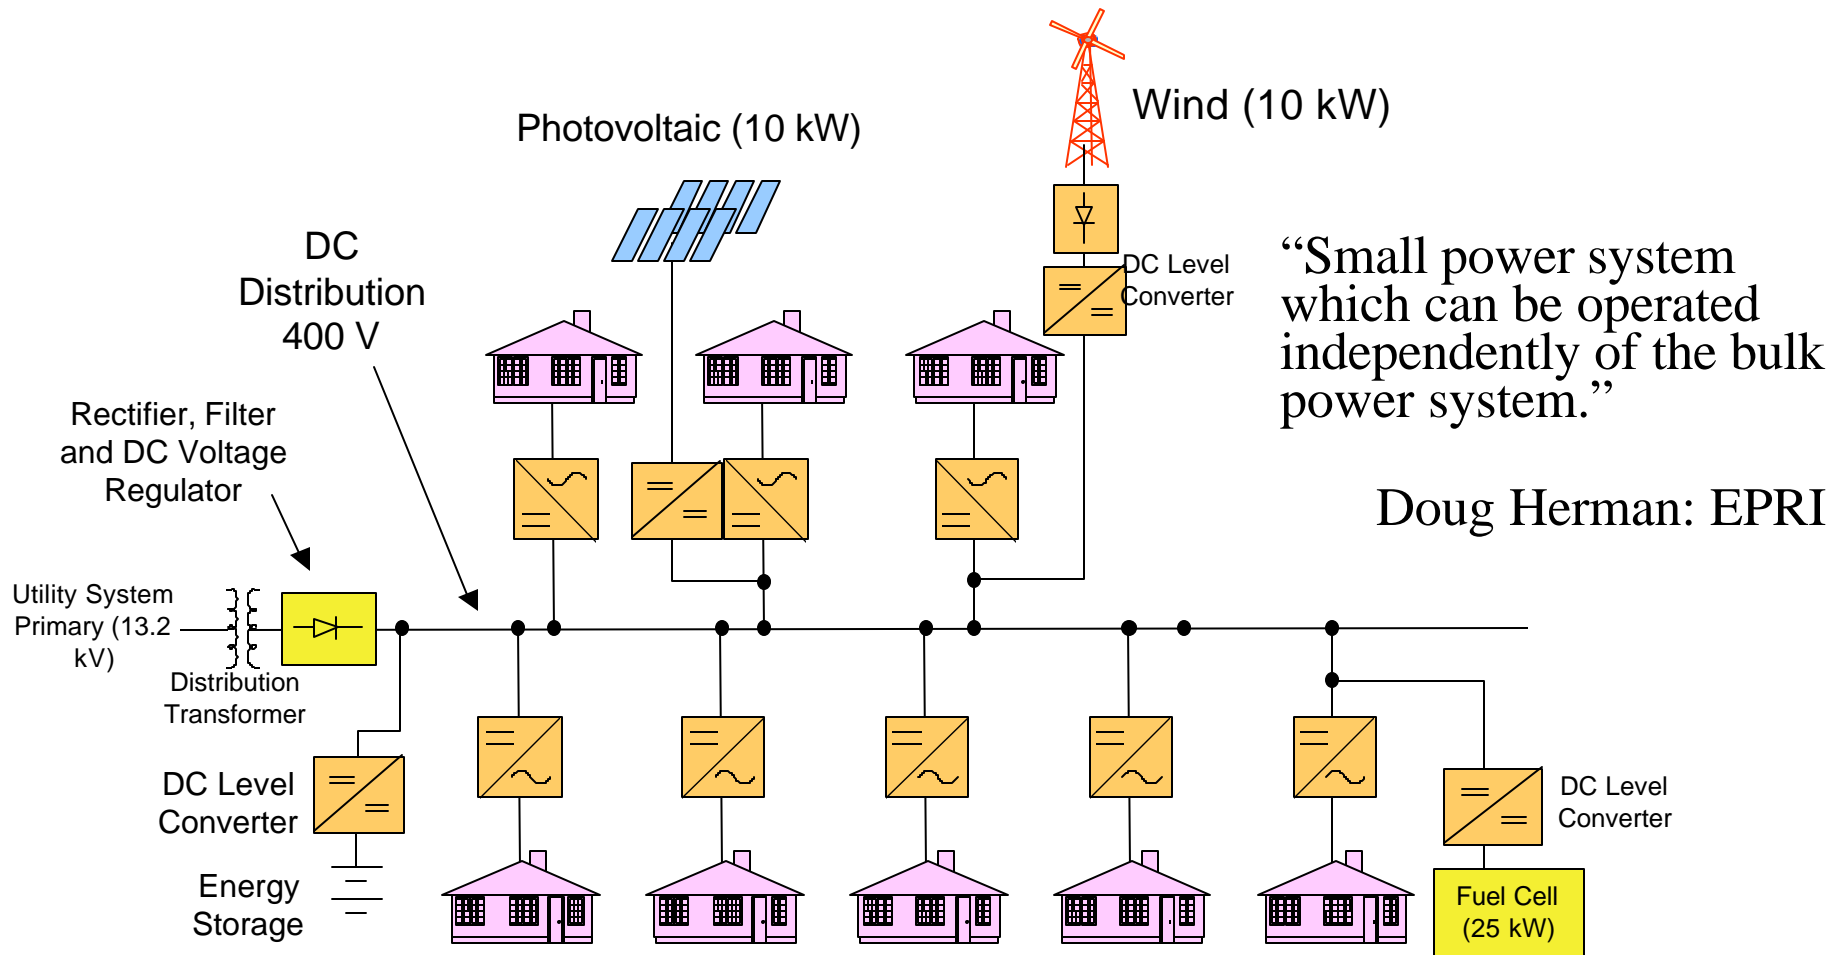 Wind (10 kW)
Photovoltaic (10 kW)
DC
Distribution
400 V
DC Level
Converter
“Small power system
which can be operated
independently of the bulk
power system.”
Doug Herman: EPRI
Rectifier, Filter
and DC Voltage
Regulator
Utility System
Primary (13.2
kV)
Distribution
Transformer
DC Level
Converter
Energy
Storage
DC Level
Converter
Fuel Cell
(25 kW)